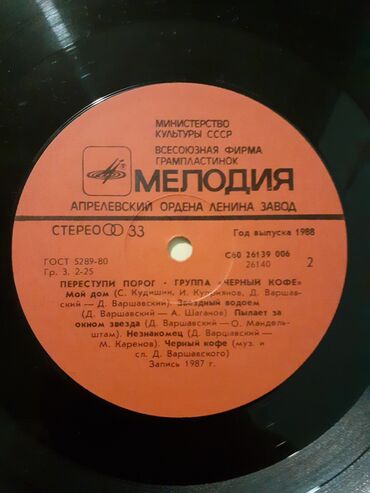 МИНИСТЕРСТВО
КУЛЬТУРЫ СССР
ВСЕСОЮЗНАЯ ФИРМА
ГРАМПЛАСТИНОК
МЕЛОДИЯ
АПРЕЛЕВСКИЙ ОРДЕНА ЛЕНИНА ЗАВОД
СТЕРЕО 33
Год выпуска 1988
ГОСТ 5289-80
С60 26139 006
Гр. 3. 2-25
26140
2
ПЕРЕСТУПИ ПОРОГ · ГРУППА «ЧЕРНЫЙ КОФЕ»
Мой дом (С. Кудишин, И. Куприянов, Д. Варшав-
ский — Д. Варшавский). Звездный водоем
(Д. Варшавский — А. Шаганов). Пылает за
окном звезда (Д. Варшавский — О. Мандель-
штам). Незнакомец (Д. Варшавский —
М. Каренов). Черный кофе (муз. и
сл. Д. Варшавского)
Запись 1987 г.